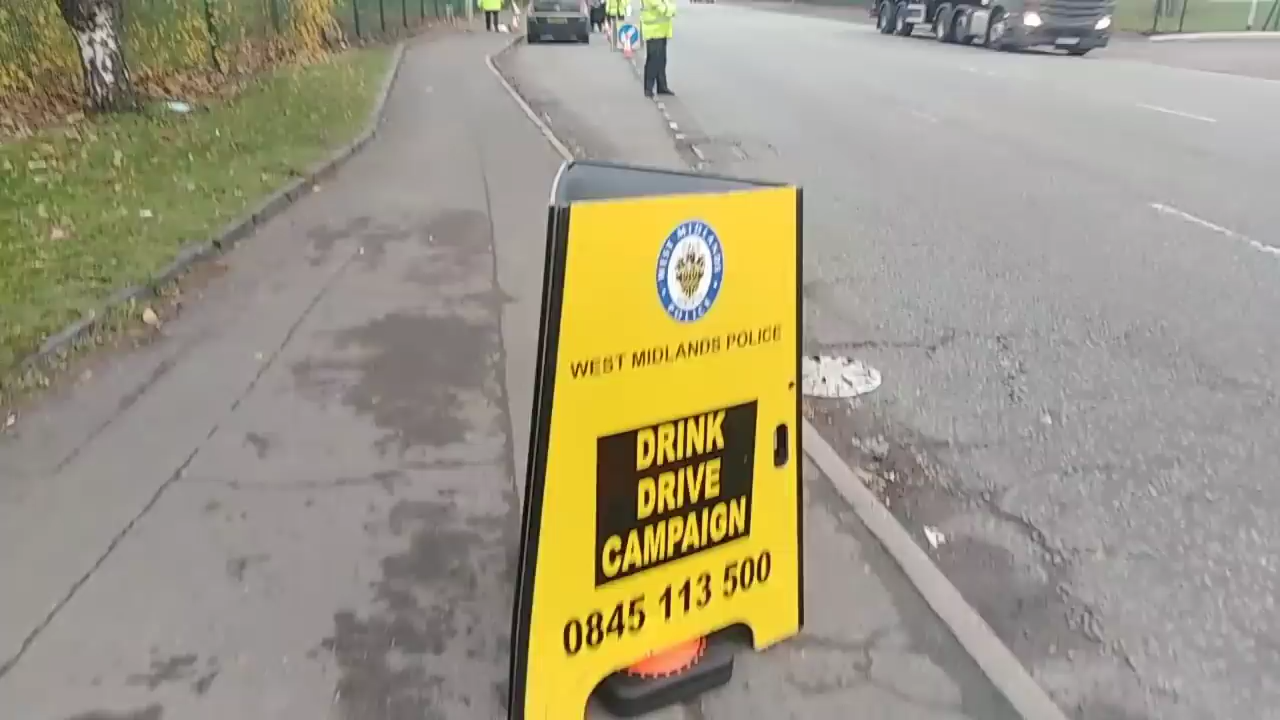 WEST MIDLANDS
POLICE
WEST MIDLANDS POLICE
DRINK
DRIVE
CAMPAIGN
0845 113 500